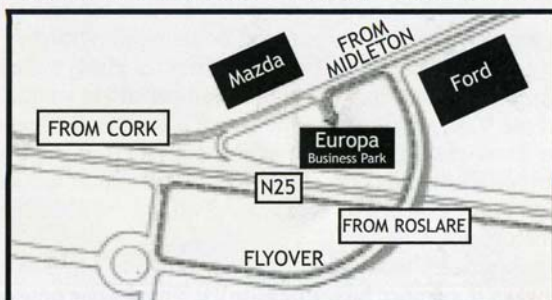 FROM
MIDLETON
Mazda
Ford
FROM CORK
Europa
Business Park
N25
FROM ROSLARE
FLYOVER